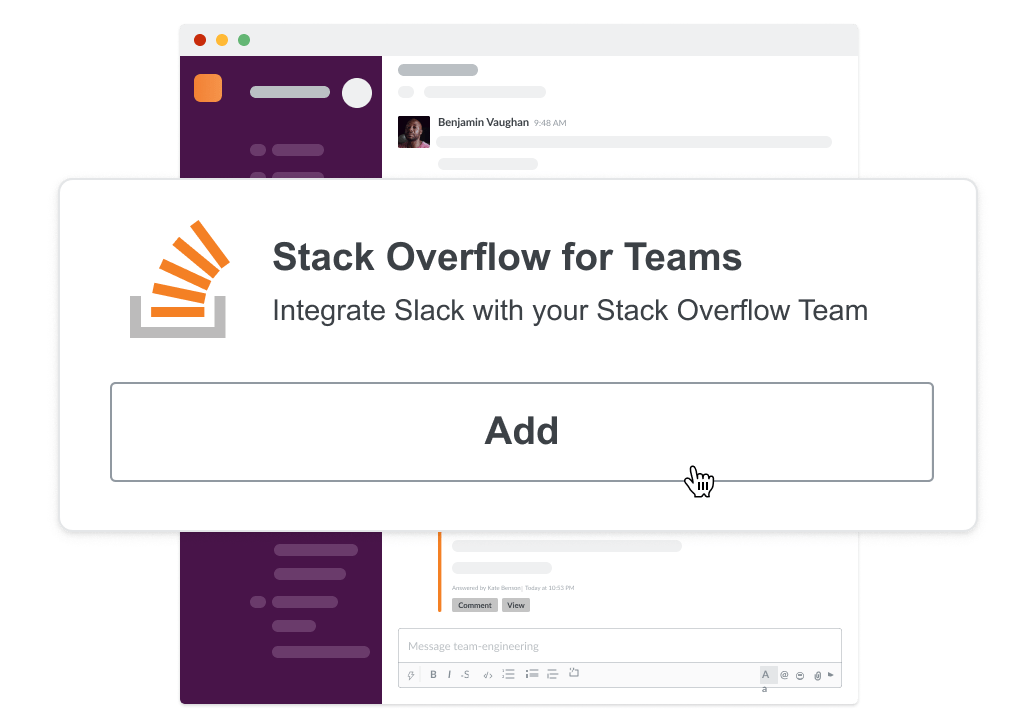 Benjamin Vaughan 9:48 AM
Stack Overflow for Teams
Integrate Slack with your Stack Overflow Team
Add
Answered by Kate Berman; Today at 10:53 PM
Comment View
Message team-engineering
B I S A @
a